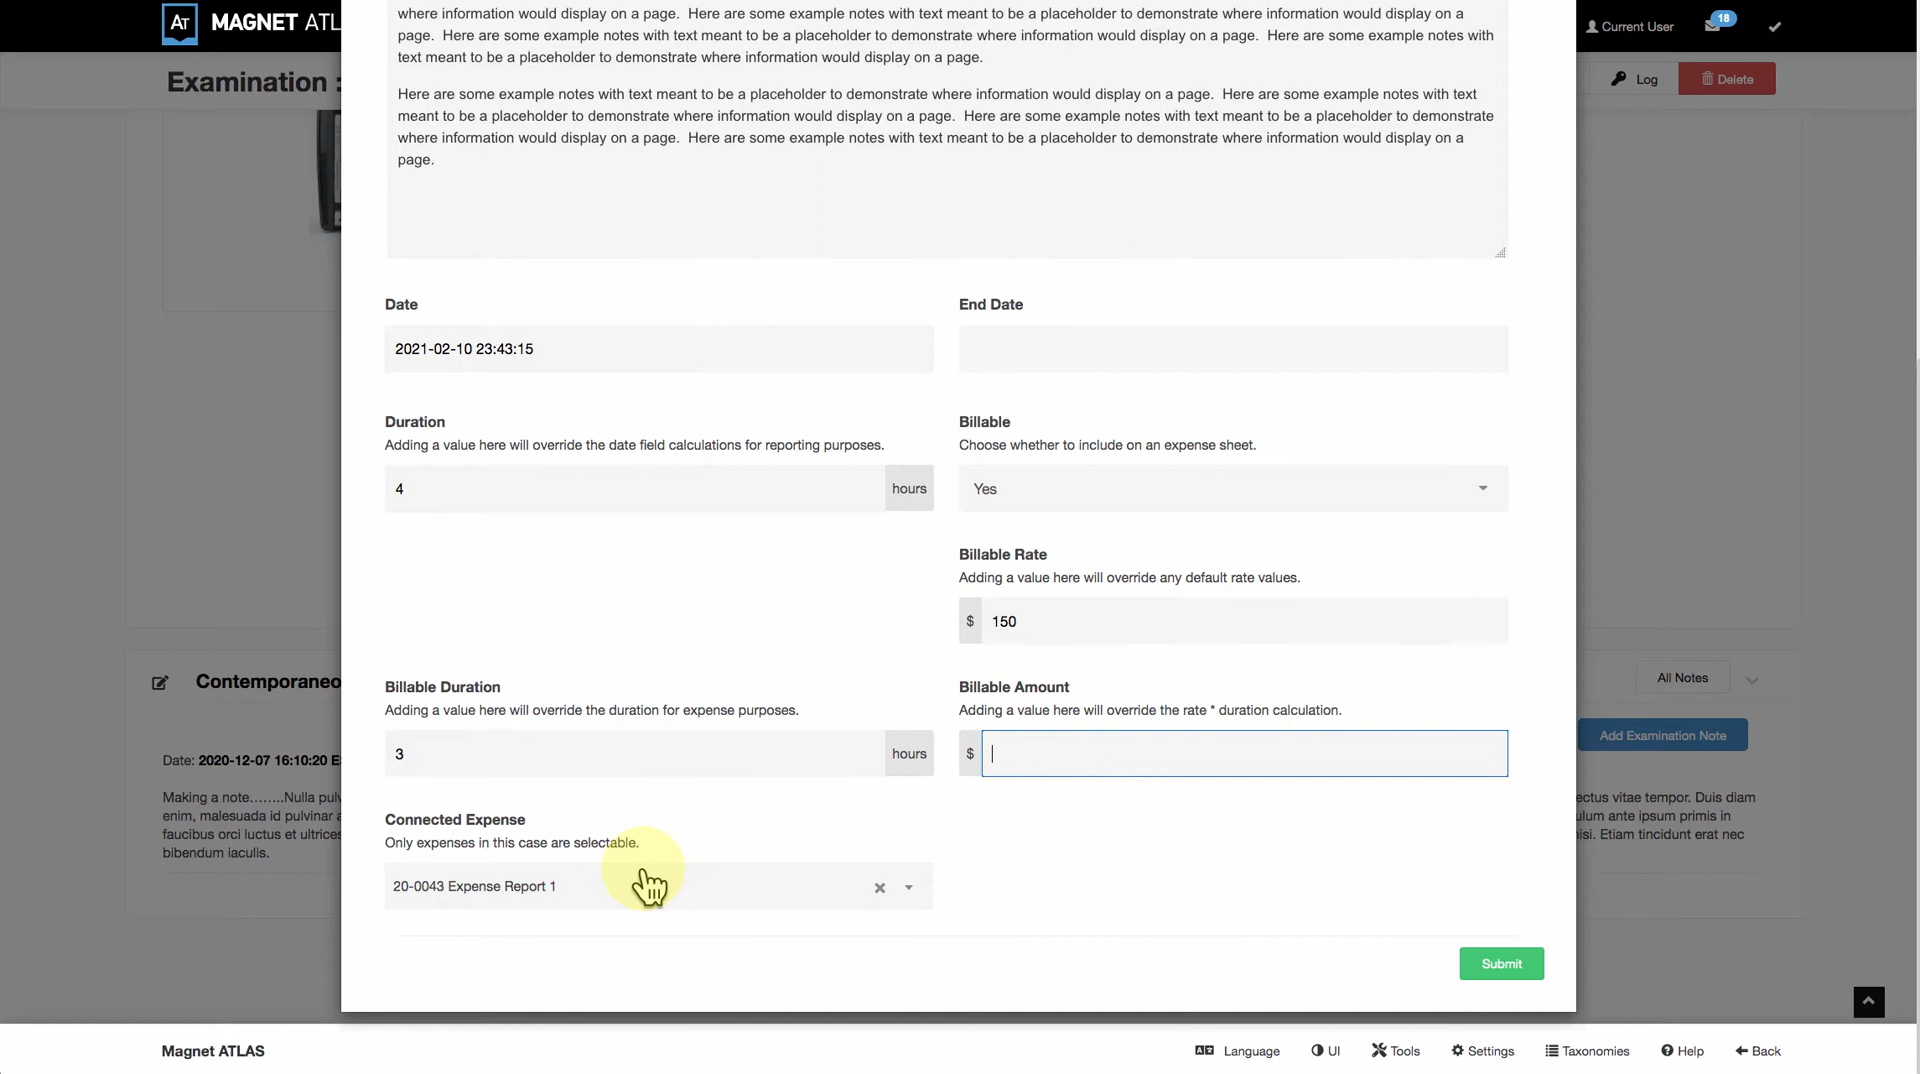 AT MAGNET ATL
Current User
18
Examination :
Log
Delete
where information would display on a page. Here are some example notes with text meant to be a placeholder to demonstrate where information would display on a
page. Here are some example notes with text meant to be a placeholder to demonstrate where information would display on a page. Here are some example notes with
text meant to be a placeholder to demonstrate where information would display on a page.
Here are some example notes with text meant to be a placeholder to demonstrate where information would display on a page. Here are some example notes with text
meant to be a placeholder to demonstrate where information would display on a page. Here are some example notes with text meant to be a placeholder to demonstrate
where information would display on a page. Here are some example notes with text meant to be a placeholder to demonstrate where information would display on a
page.
Date
End Date
2021-02-10 23:43:15
Duration
Billable
Adding a value here will override the date field calculations for reporting purposes.
Choose whether to include on an expense sheet.
4
hours
Yes
Billable Rate
Adding a value here will override any default rate values.
$ 150
Contemporaneo
All Notes
Billable Duration
Billable Amount
Adding a value here will override the duration for expense purposes.
Adding a value here will override the rate * duration calculation.
3
hours
$
Add Examination Note
Date: 2020-12-07 16:10:20 E
Making a note........Nulla pulv
enim, malesuada id pulvinar a
faucibus orci luctus et ultrices
bibendum iaculis.
ectus vitae tempor. Duis diam
ulum ante ipsum primis in
nisi. Etiam tincidunt erat nec
Connected Expense
Only expenses in this case are selectable.
20-0043 Expense Report 1
Submit
Magnet ATLAS
Language
UI
Tools
Settings
Taxonomies
Help
Back